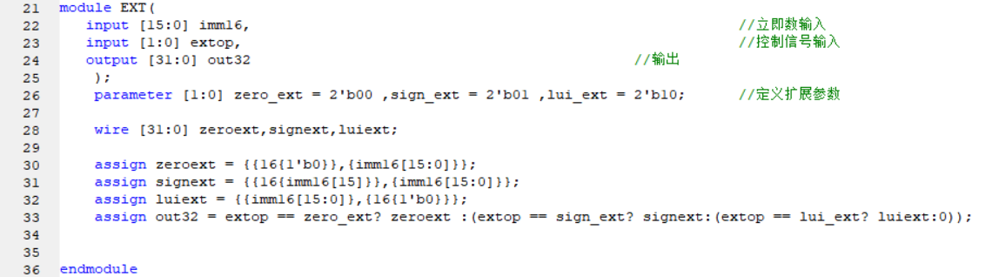 21 module EXT(
22 input [15:0] imm16, //立即数输入
23 input [1:0] extop, //控制信号输入
24 output [31:0] out32 //输出
25 );
26 parameter [1:0] zero_ext = 2'b00 ,sign_ext = 2'b01 ,lui_ext = 2'b10; //定义扩展参数
27
28 wire [31:0] zeroext,signext,luiext;
29
30 assign zeroext = {{16{1'b0}},{imm16[15:0]}};
31 assign signext = {{16{imm16[15]}},{imm16[15:0]}};
32 assign luiext = {{imm16[15:0]},{16{1'b0}}};
33 assign out32 = extop == zero_ext? zeroext :(extop == sign_ext? signext:(extop == lui_ext? luiext:0));
34
35
36 endmodule